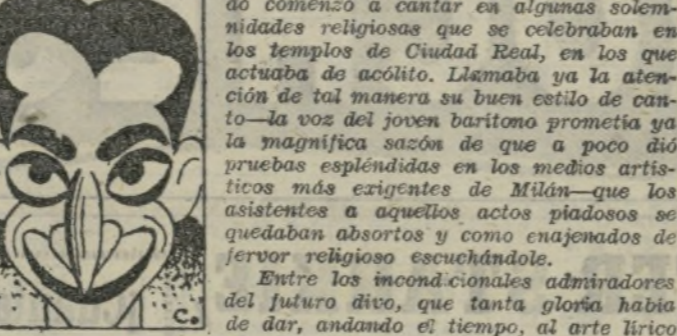 do comenzó a cantar en algunas solem-
nidades religiosas que se celebraban en
los templos de Ciudad Real, en los que
actuaba de acólito. Llamaba ya la aten-
ción de tal manera su buen estilo de can-
to—la voz del joven barítono prometía ya
la magnífica sazón de que a poco dió
pruebas espléndidas en los medios artís-
ticos más exigentes de Milán—que los
asistentes a aquellos actos piadosos se
quedaban absortos y como enajenados de
fervor religioso escuchándole.
Entre los incond cionales admiradores
del futuro divo, que tanta gloria había
de dar, andando el tiempo, al arte lírico
C.